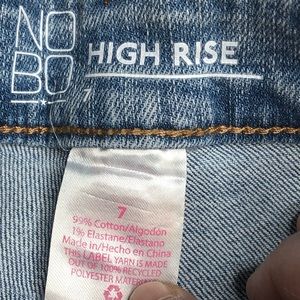 NO
BO
HIGH RISE
7
7
99% Cotton/Algodón
1% Elastane/Elastano
Made in/Hecho en China
THIS LABEL YARN IS MADE
OUT OF 100% RECYCLED
POLYESTER MATERIAL